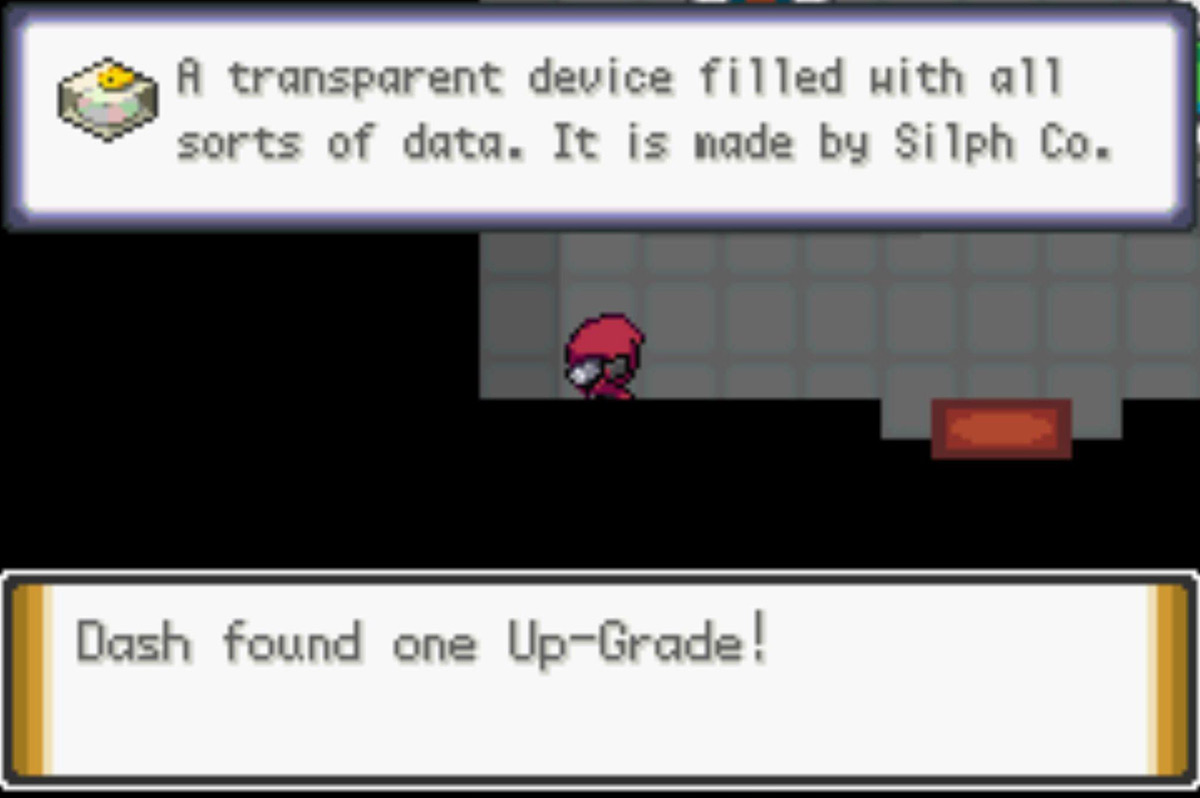 A transparent device filled with all
sorts of data. It is made by Silph Co.
Dash found one Up-Grade!